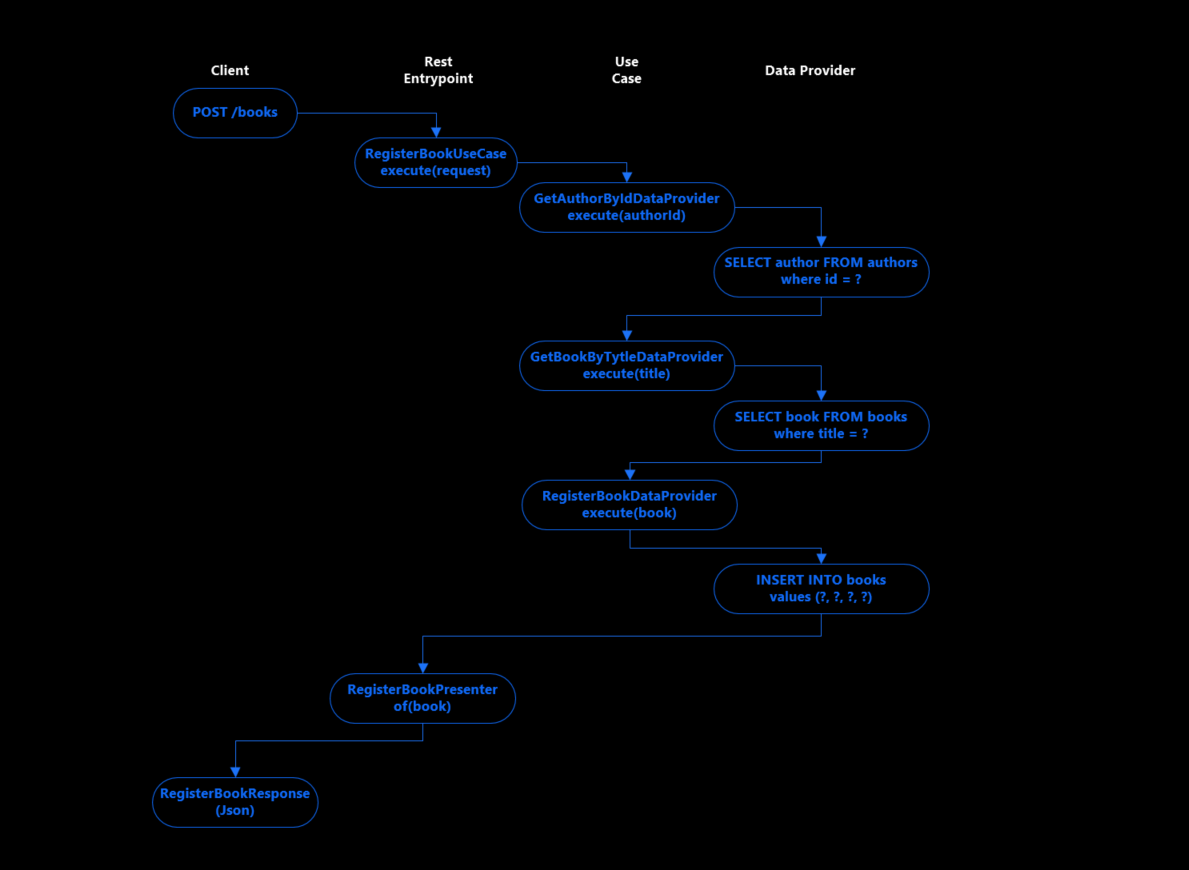 Client
Rest
Entrypoint
Use
Case
Data Provider
POST /books
RegisterBookUseCase
execute(request)
GetAuthorByIdDataProvider
execute(authorId)
SELECT author FROM authors
where id = ?
GetBookByTytleDataProvider
execute(title)
SELECT book FROM books
where title = ?
RegisterBookDataProvider
execute(book)
INSERT INTO books
values (?, ?, ?, ?)
RegisterBookPresenter
of(book)
RegisterBookResponse
(Json)